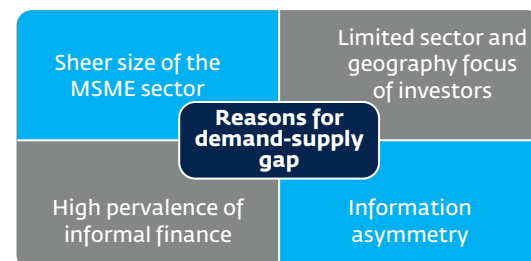 Sheer size of the
MSME sector
Limited sector and
geography focus
of investors
Reasons for
demand-supply
gap
High pervalence of
informal finance
Information
asymmetry